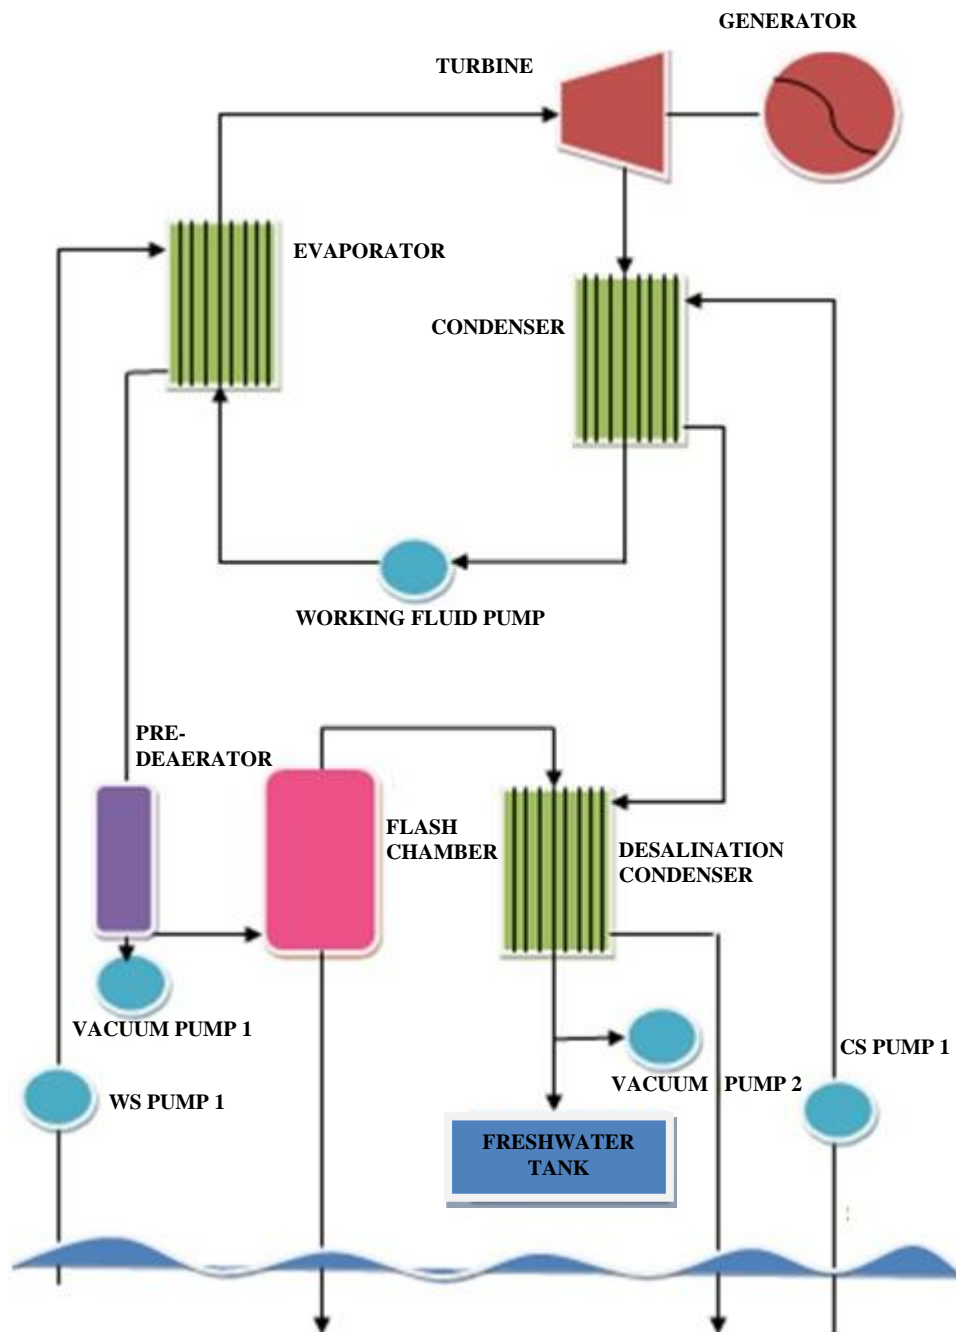 GENERATOR
TURBINE
EVAPORATOR
CONDENSER
WORKING FLUID PUMP
PRE-
DEAERATOR
FLASH
CHAMBER
DESALINATION
CONDENSER
VACUUM PUMP 1
CS PUMP 1
VACUUM PUMP 2
WS PUMP 1
FRESHWATER
TANK